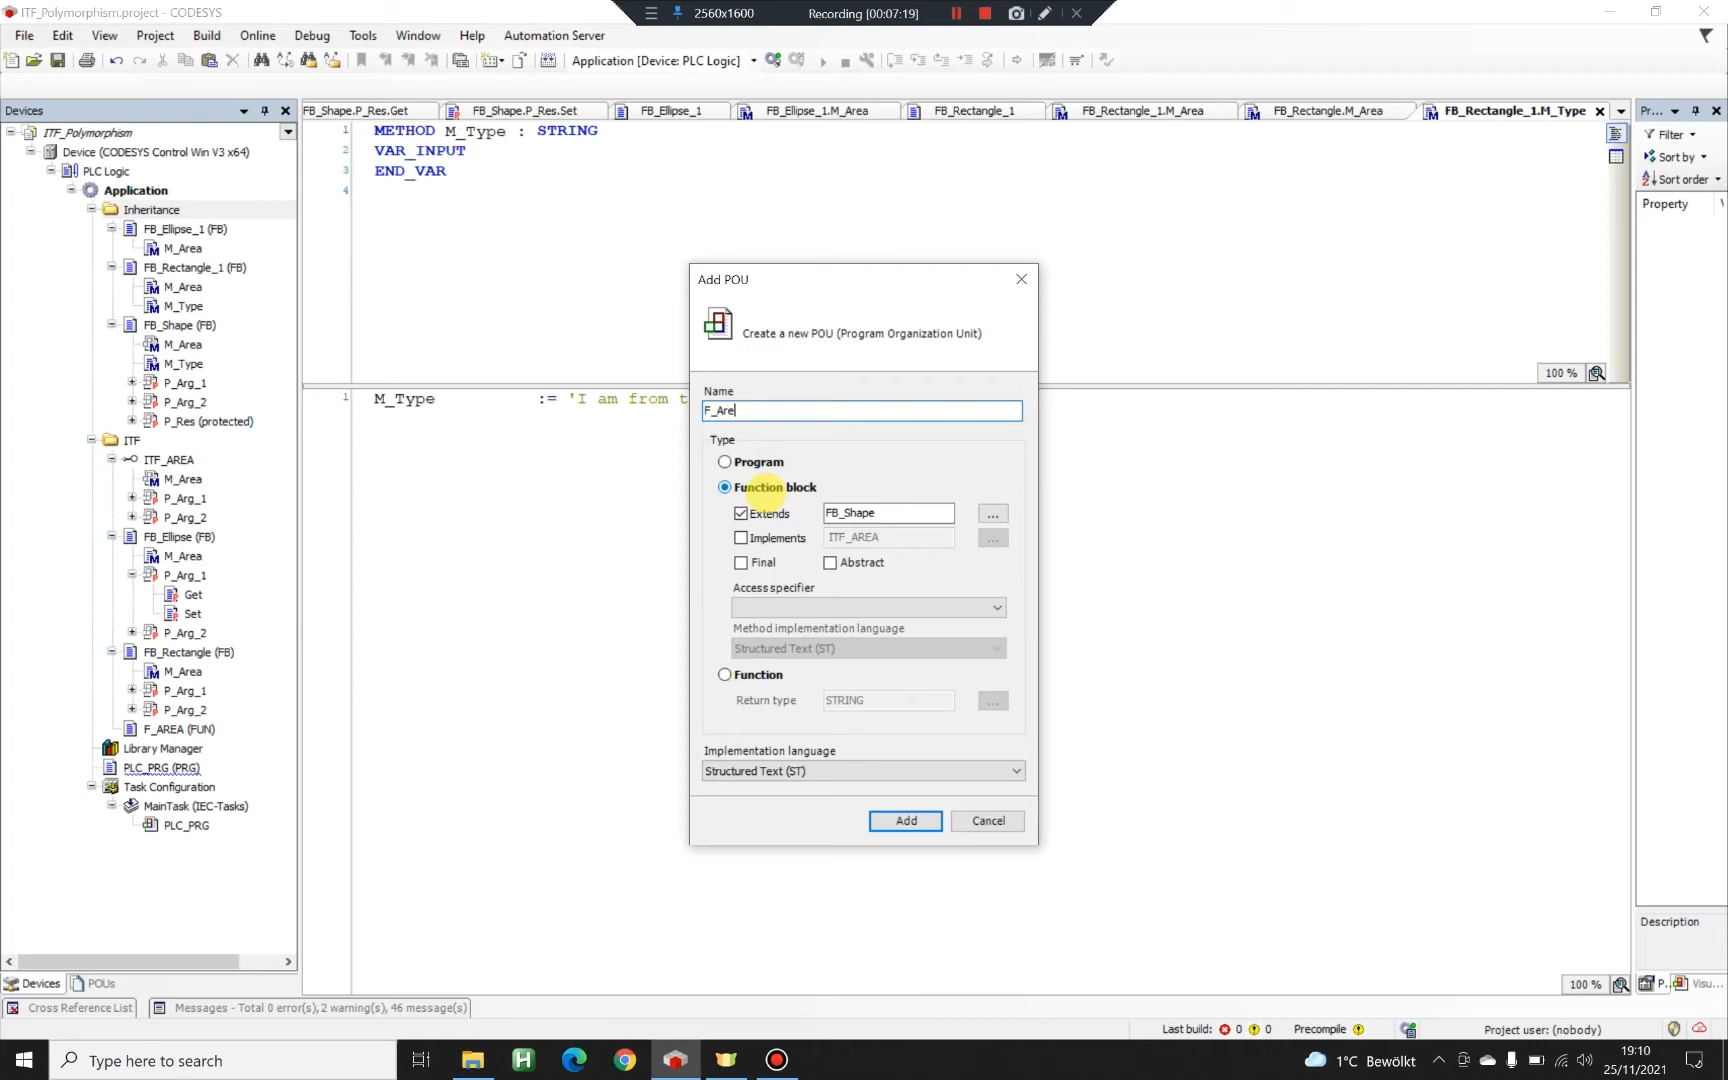 ITF_Polymorphism.project - CODESYS
2560x1600
Recording [00:07:19]
File Edit View Project Build Online Debug Tools Window Help Automation Server
Application [Device: PLC Logic]
Devices
FB_Shape.P_Res.Get
FB_Shape.P_Res.Set
FB_Ellipse_1
FB_Ellipse_1.M_Area
FB_Rectangle_1
FB_Rectangle_1.M_Area
FB_Rectangle.M_Area
FB_Rectangle_1.M_Type
Pr...
ITF_Polymorphism
Device (CODESYS Control Win V3 x64)
PLC Logic
Application
Inheritance
FB_Ellipse_1 (FB)
M_Area
FB_Rectangle_1 (FB)
M_Area
M_Type
FB_Shape (FB)
M_Area
M_Type
P_Arg_1
P_Arg_2
P_Res (protected)
ITF
ITF_AREA
M_Area
P_Arg_1
P_Arg_2
FB_Ellipse (FB)
M_Area
P_Arg_1
Get
Set
P_Arg_2
FB_Rectangle (FB)
M_Area
P_Arg_1
P_Arg_2
F_AREA (FUN)
Library Manager
PLC_PRG (PRG)
Task Configuration
MainTask (IEC-Tasks)
PLC_PRG
1 METHOD M_Type : STRING
2 VAR_INPUT
3 END_VAR
4
100 %
1 M_Type := 'I am from t
Add POU
Create a new POU (Program Organization Unit)
Name
F_Are
Type
Program
Function block
Extends FB_Shape ...
Implements ITF_AREA ...
Final Abstract
Access specifier
Method implementation language
Structured Text (ST)
Function
Return type STRING ...
Implementation language
Structured Text (ST)
Add Cancel
Filter
Sort by
Sort order
Property
Description
100 %
Devices POUs
P.. Visu...
Cross Reference List
Messages - Total 0 error(s), 2 warning(s), 46 message(s)
Last build: 0 0 Precompile
Project user: (nobody)
Type here to search
1°C Bewölkt
19:10
25/11/2021